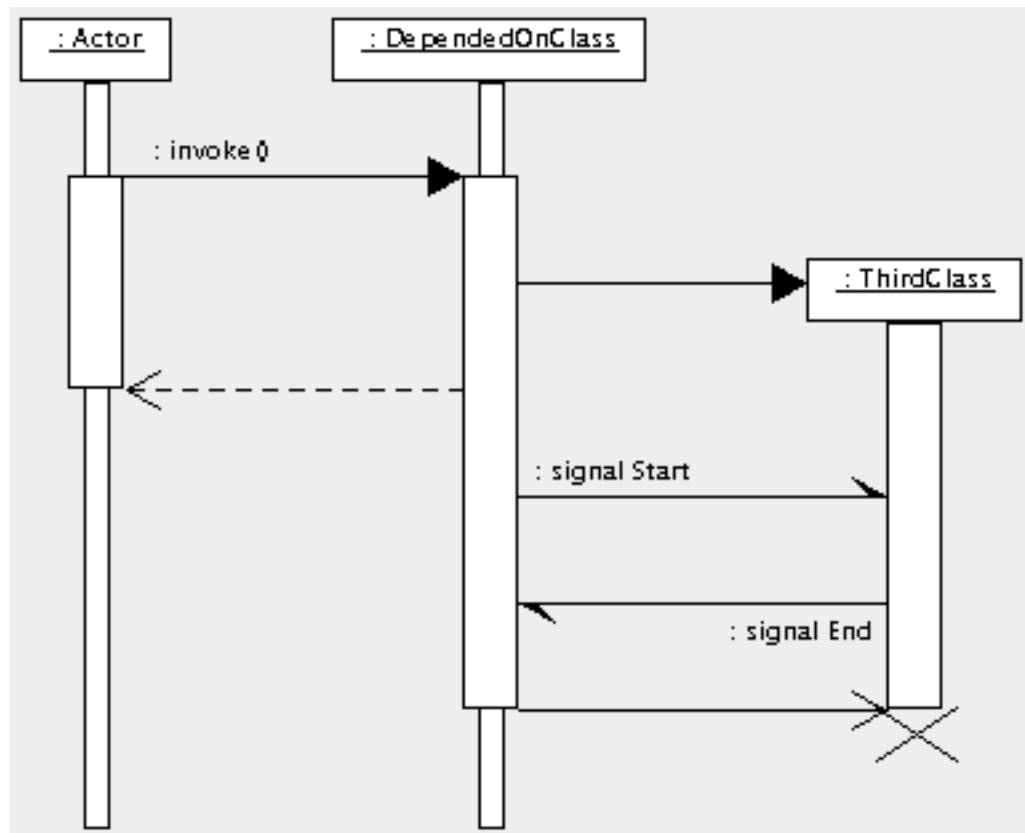 : Actor
: DependedOnClass
: invoke()
: ThirdClass
: signal Start
: signal End